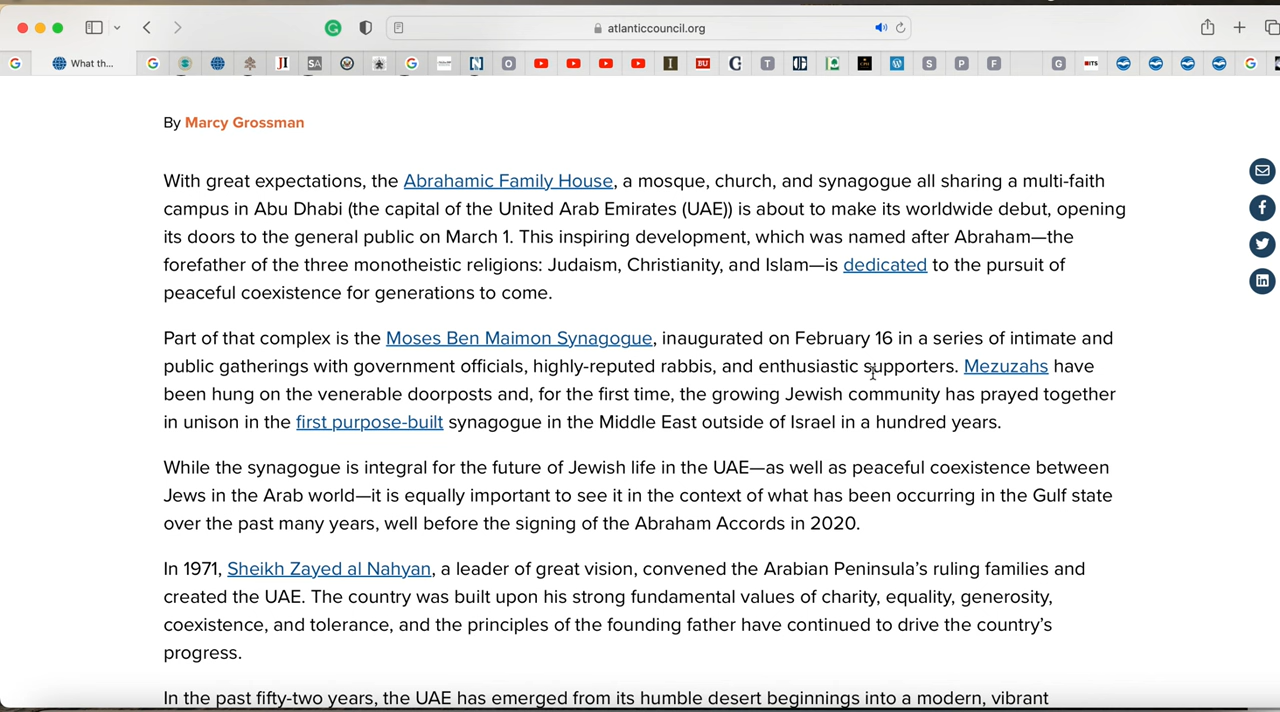 atlanticcouncil.org
What th...
By Marcy Grossman
With great expectations, the Abrahamic Family House, a mosque, church, and synagogue all sharing a multi-faith
campus in Abu Dhabi (the capital of the United Arab Emirates (UAE)) is about to make its worldwide debut, opening
its doors to the general public on March 1. This inspiring development, which was named after Abraham—the
forefather of the three monotheistic religions: Judaism, Christianity, and Islam—is dedicated to the pursuit of
peaceful coexistence for generations to come.
Part of that complex is the Moses Ben Maimon Synagogue, inaugurated on February 16 in a series of intimate and
public gatherings with government officials, highly-reputed rabbis, and enthusiastic supporters. Mezuzahs have
been hung on the venerable doorposts and, for the first time, the growing Jewish community has prayed together
in unison in the first purpose-built synagogue in the Middle East outside of Israel in a hundred years.
While the synagogue is integral for the future of Jewish life in the UAE—as well as peaceful coexistence between
Jews in the Arab world—it is equally important to see it in the context of what has been occurring in the Gulf state
over the past many years, well before the signing of the Abraham Accords in 2020.
In 1971, Sheikh Zayed al Nahyan, a leader of great vision, convened the Arabian Peninsula's ruling families and
created the UAE. The country was built upon his strong fundamental values of charity, equality, generosity,
coexistence, and tolerance, and the principles of the founding father have continued to drive the country's
progress.
In the past fifty-two years, the UAE has emerged from its humble desert beginnings into a modern, vibrant